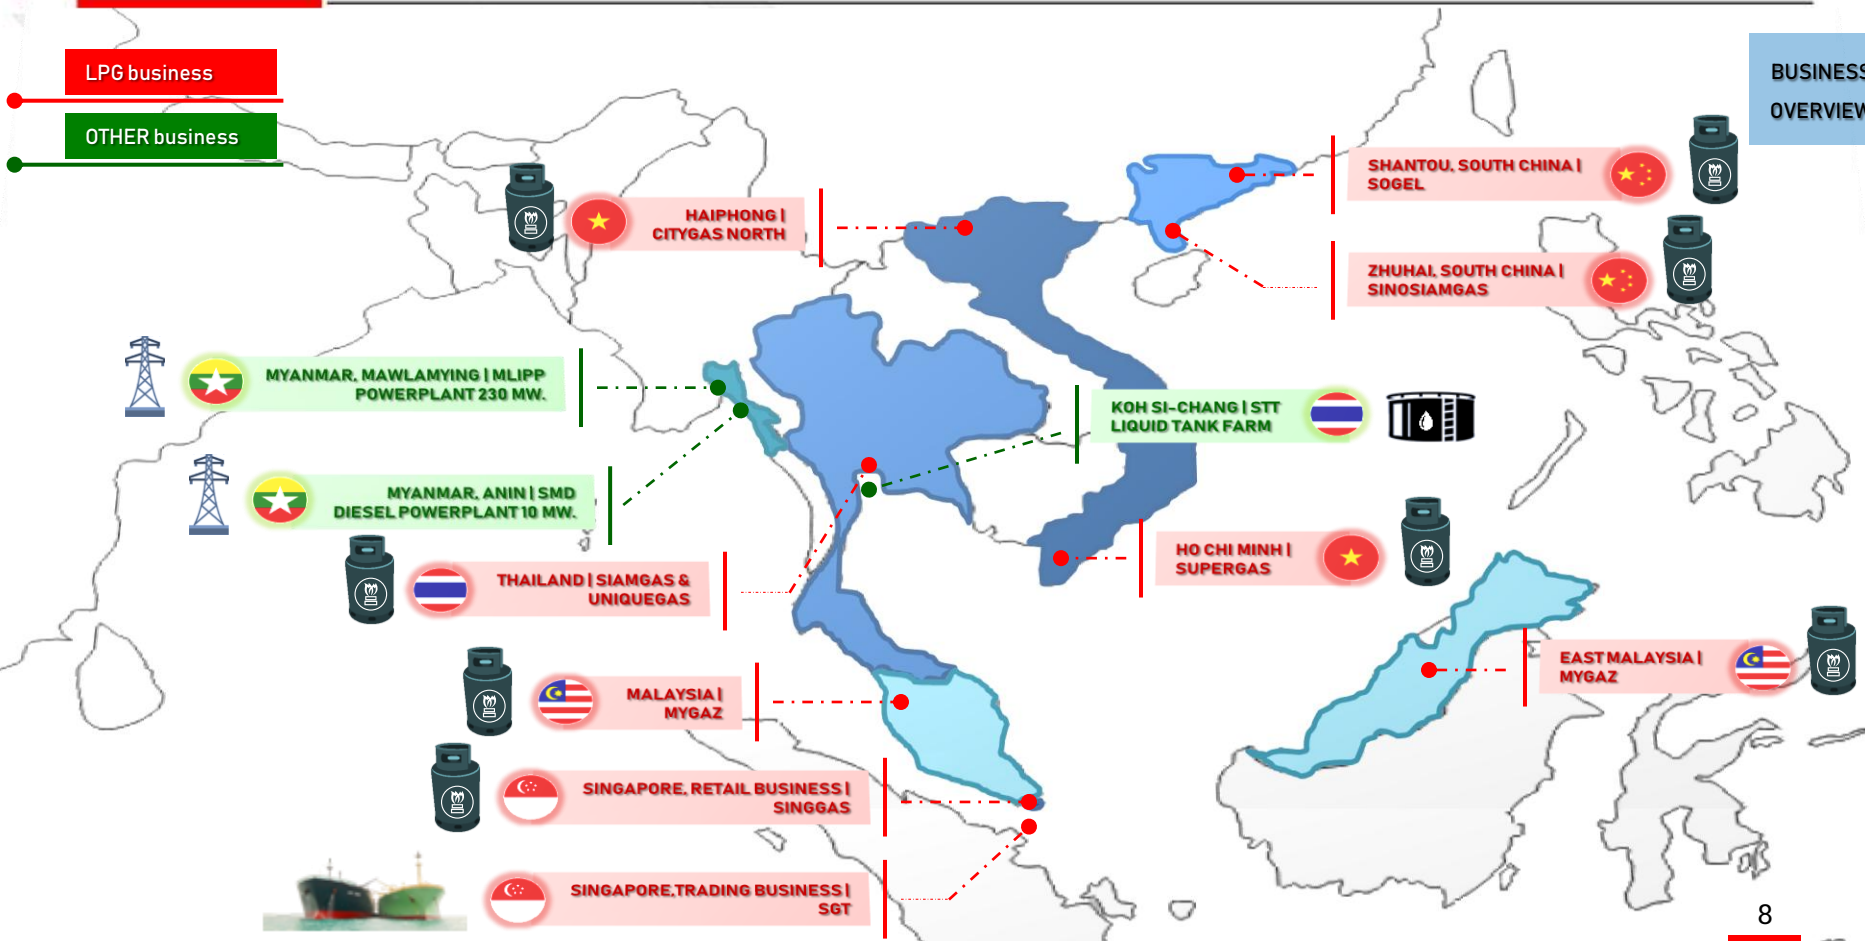 LPG business
OTHER business
BUSINESS
OVERVIEW
SHANTOU, SOUTH CHINA |
SOGEL
HAIPHONG |
CITYGAS NORTH
ZHUHAI, SOUTH CHINA |
SINOSIAMGAS
MYANMAR, MAWLAMYING | MLIPP
POWERPLANT 230 MW.
KOH SI-CHANG | STT
LIQUID TANK FARM
MYANMAR, ANIN | SMD
DIESEL POWERPLANT 10 MW.
HO CHI MINH |
SUPERGAS
THAILAND | SIAMGAS &
UNIQUEGAS
EAST MALAYSIA |
MYGAZ
MALAYSIA |
MYGAZ
SINGAPORE, RETAIL BUSINESS |
SINGGAS
SINGAPORE,TRADING BUSINESS |
SGT
8